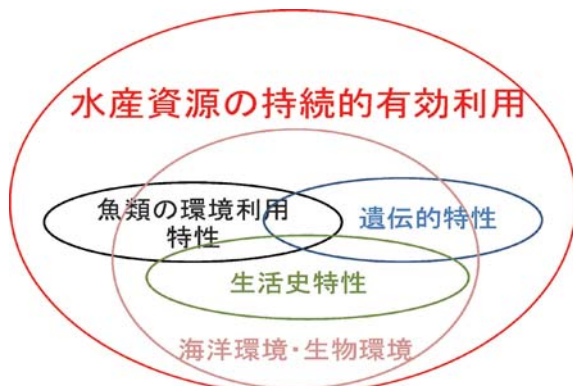 水産資源の持続的有効利用
魚類の環境利用
特性
遺伝的特性
生活史特性
海洋環境・生物環境